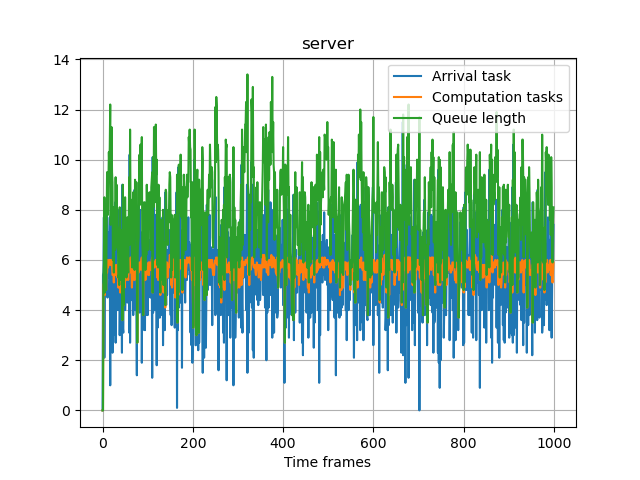 server
Arrival task
Computation tasks
Queue length
14
12
10
8
6
4
2
0
0 200 400 600 800 1000
Time frames